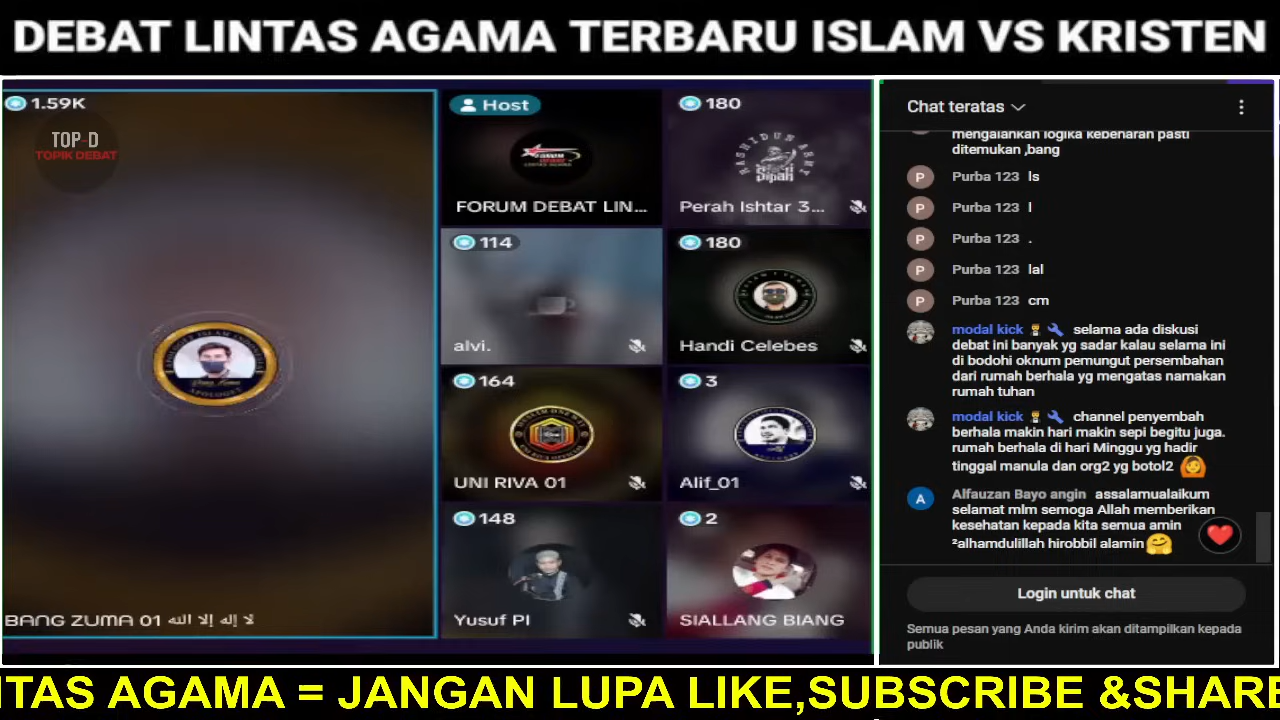 DEBAT LINTAS AGAMA TERBARU ISLAM VS KRISTEN
1.59K
TOP-D
TOPIK DEBAT
BANG ZUMA 01 لا إله إلا الله
Host
FORUM DEBAT LIN...
180
Perah Ishtar 3...
114
alvi.
180
Handi Celebes
164
UNI RIVA 01
3
Alif_01
148
Yusuf PI
2
SIALLANG BIANG
Chat teratas
mengalahkan logika kebenaran pasti
ditemukan ,bang
P Purba 123 ls
P Purba 123 l
P Purba 123 .
P Purba 123 lal
P Purba 123 cm
modal kick selama ada diskusi
debat ini banyak yg sadar kalau selama ini
di bodohi oknum pemungut persembahan
dari rumah berhala yg mengatas namakan
rumah tuhan
modal kick channel penyembah
berhala makin hari makin sepi begitu juga.
rumah berhala di hari Minggu yg hadir
tinggal manula dan org2 yg botol2 🙆
A Alfauzan Bayo angin assalamualaikum
selamat mlm semoga Allah memberikan
kesehatan kepada kita semua amin
²alhamdulillah hirobbil alamin🤗
Login untuk chat
Semua pesan yang Anda kirim akan ditampilkan kepada
publik
ITAS AGAMA = JANGAN LUPA LIKE,SUBSCRIBE &SHARE